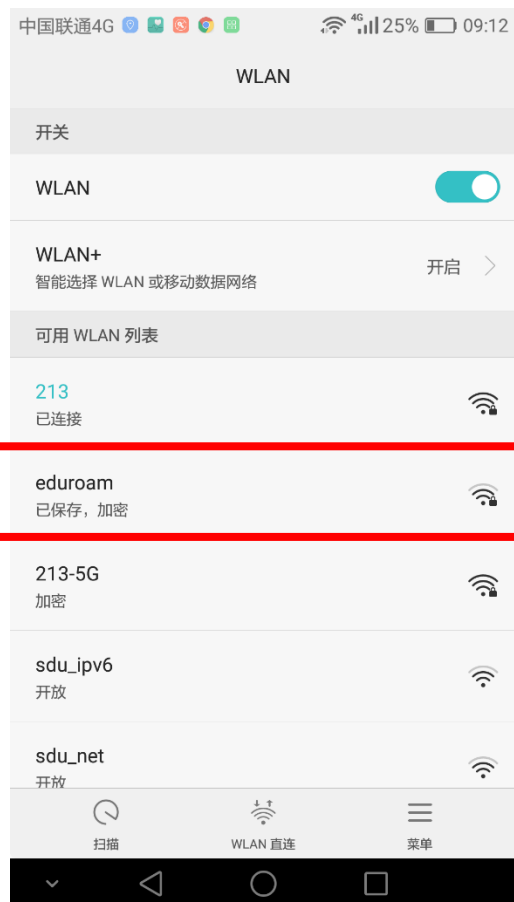 中国联通4G 4G 25% 09:12
WLAN
开关
WLAN
WLAN+
智能选择 WLAN 或移动数据网络
开启
可用 WLAN 列表
213
已连接
eduroam
已保存，加密
213-5G
加密
sdu_ipv6
开放
sdu_net
开放
扫描 WLAN 直连 菜单